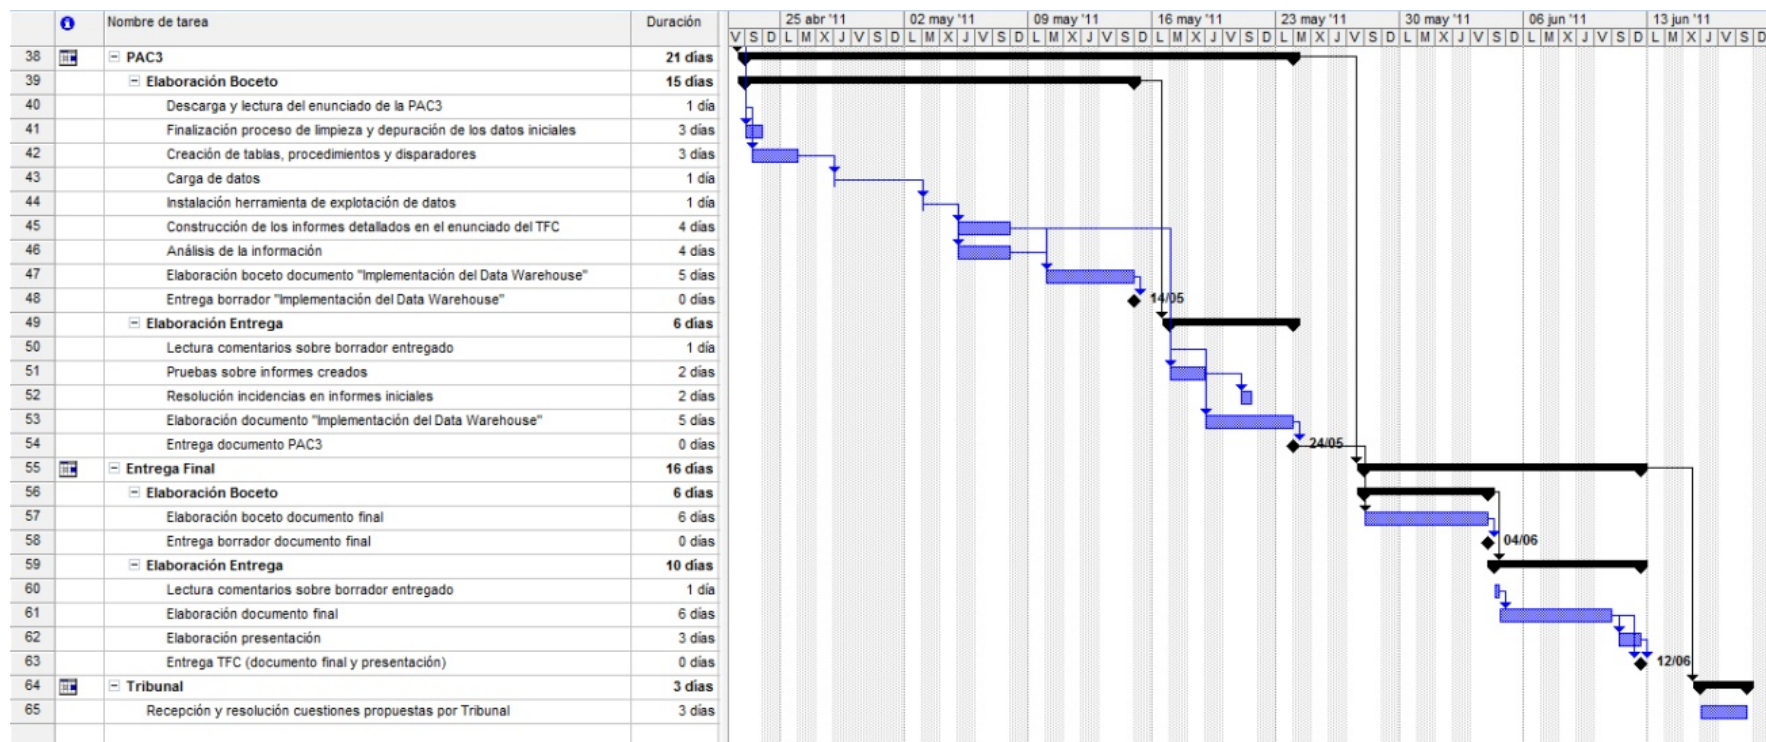 Nombre de tarea Duración 25 abr '11 02 may '11 09 may '11 16 may '11 23 may '11 30 may '11 06 jun '11 13 jun '11
V S D L M X J V S D L M X J V S D L M X J V S D L M X J V S D L M X J V S D L M X J V S D L M X J V S D L M X J V S D
38 PAC3 21 días
39 Elaboración Boceto 15 días
40 Descarga y lectura del enunciado de la PAC3 1 día
41 Finalización proceso de limpieza y depuración de los datos iniciales 3 días
42 Creación de tablas, procedimientos y disparadores 3 días
43 Carga de datos 1 día
44 Instalación herramienta de explotación de datos 1 día
45 Construcción de los informes detallados en el enunciado del TFC 4 días
46 Análisis de la información 4 días
47 Elaboración boceto documento "Implementación del Data Warehouse" 5 días
48 Entrega borrador "Implementación del Data Warehouse" 0 días 14/05
49 Elaboración Entrega 6 días
50 Lectura comentarios sobre borrador entregado 1 día
51 Pruebas sobre informes creados 2 días
52 Resolución incidencias en informes iniciales 2 días
53 Elaboración documento "Implementación del Data Warehouse" 5 días
54 Entrega documento PAC3 0 días 24/05
55 Entrega Final 16 días
56 Elaboración Boceto 6 días
57 Elaboración boceto documento final 6 días
58 Entrega borrador documento final 0 días 04/06
59 Elaboración Entrega 10 días
60 Lectura comentarios sobre borrador entregado 1 día
61 Elaboración documento final 6 días
62 Elaboración presentación 3 días
63 Entrega TFC (documento final y presentación) 0 días 12/06
64 Tribunal 3 días
65 Recepción y resolución cuestiones propuestas por Tribunal 3 días